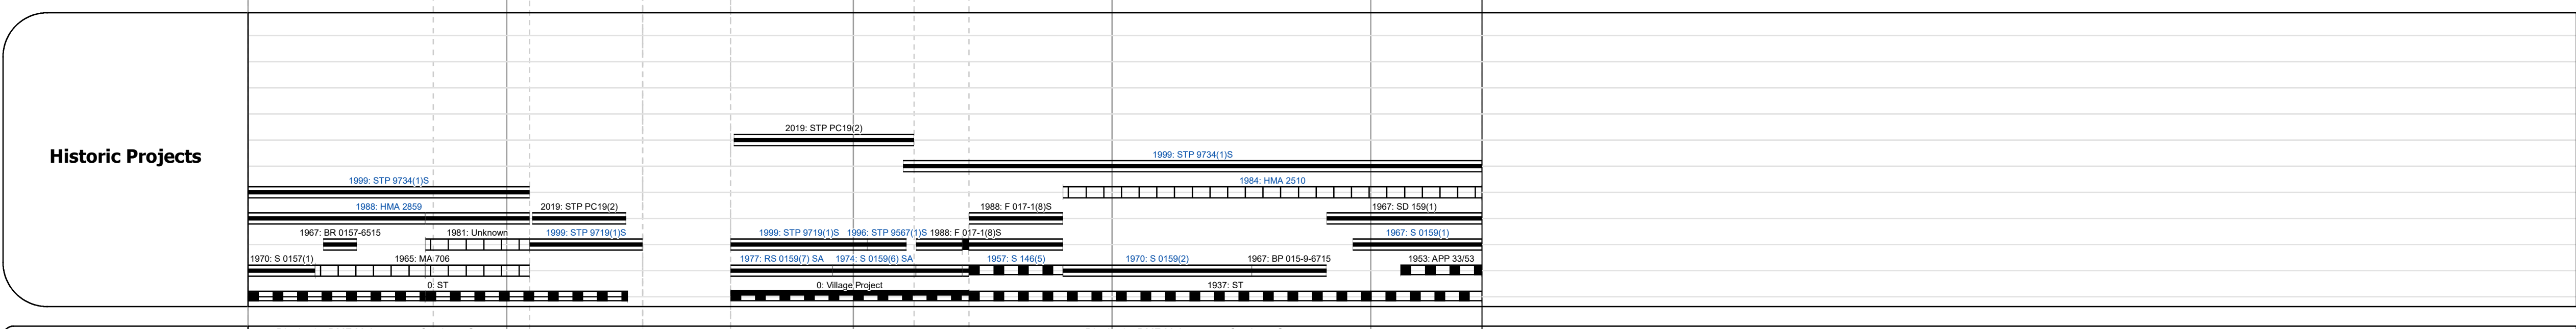 Historic Projects
2019: STP PC19(2)
1999: STP 9734(1)S
1999: STP 9734(1)S
1984: HMA 2510
1988: HMA 2859
2019: STP PC19(2)
1988: F 017-1(8)S
1967: SD 159(1)
1967: BR 0157-6515
1981: Unknown
1999: STP 9719(1)S
1999: STP 9719(1)S
1996: STP 9567(1)S
1988: F 017-1(8)S
1967: S 0159(1)
1970: S 0157(1)
1965: MA 706
1977: RS 0159(7) SA
1974: S 0159(6) SA
1957: S 146(5)
1970: S 0159(2)
1967: BP 015-9-6715
1953: APP 33/53
0: ST
0: Village Project
1937: ST